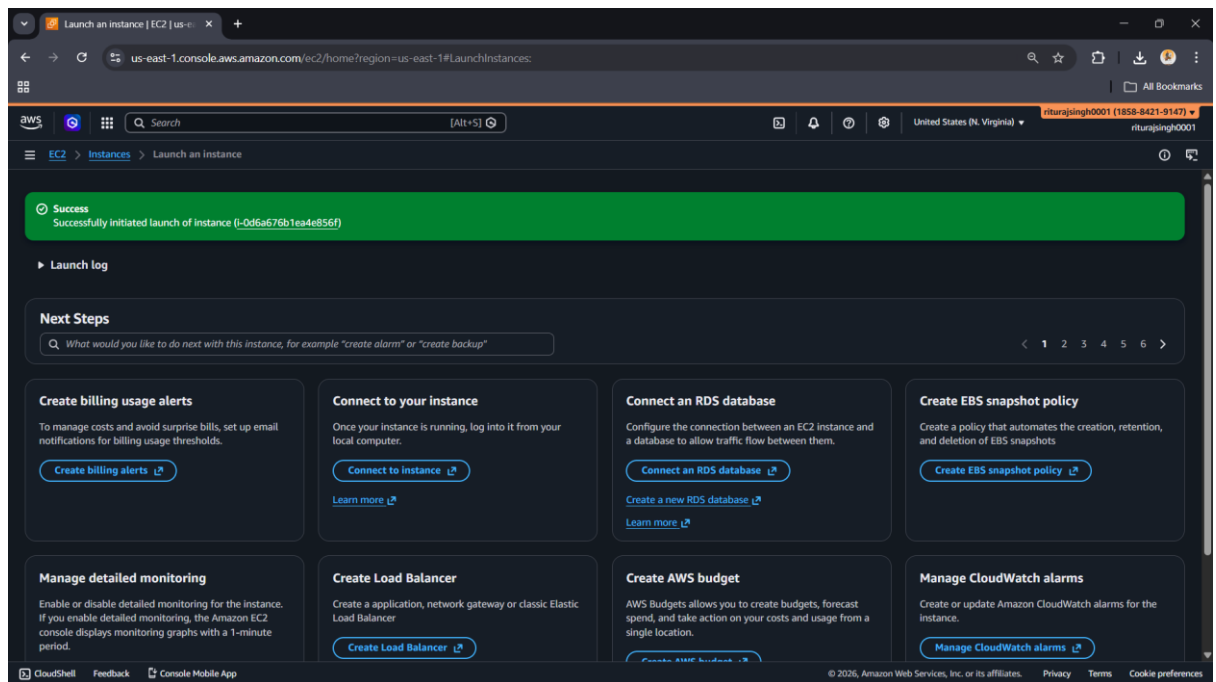 Launch an instance | EC2 | us-e
us-east-1.console.aws.amazon.com/ec2/home?region=us-east-1#LaunchInstances:
All Bookmarks
aws
Search
[Alt+S]
United States (N. Virginia)
riturajsingh0001 (1858-8421-9147)
riturajsingh0001
EC2 > Instances > Launch an instance
Success
Successfully initiated launch of instance (i-0d6a676b1ea4e856f)
Launch log
Next Steps
What would you like to do next with this instance, for example "create alarm" or "create backup"
1 2 3 4 5 6
Create billing usage alerts
To manage costs and avoid surprise bills, set up email
notifications for billing usage thresholds.
Create billing alerts
Connect to your instance
Once your instance is running, log into it from your
local computer.
Connect to instance
Learn more
Connect an RDS database
Configure the connection between an EC2 instance and
a database to allow traffic flow between them.
Connect an RDS database
Create a new RDS database
Learn more
Create EBS snapshot policy
Create a policy that automates the creation, retention,
and deletion of EBS snapshots
Create EBS snapshot policy
Manage detailed monitoring
Enable or disable detailed monitoring for the instance.
If you enable detailed monitoring, the Amazon EC2
console displays monitoring graphs with a 1-minute
period.
Create Load Balancer
Create a application, network gateway or classic Elastic
Load Balancer
Create Load Balancer
Create AWS budget
AWS Budgets allows you to create budgets, forecast
spend, and take action on your costs and usage from a
single location.
Create AWS budget
Manage CloudWatch alarms
Create or update Amazon CloudWatch alarms for the
instance.
Manage CloudWatch alarms
CloudShell Feedback Console Mobile App
© 2026, Amazon Web Services, Inc. or its affiliates. Privacy Terms Cookie preferences